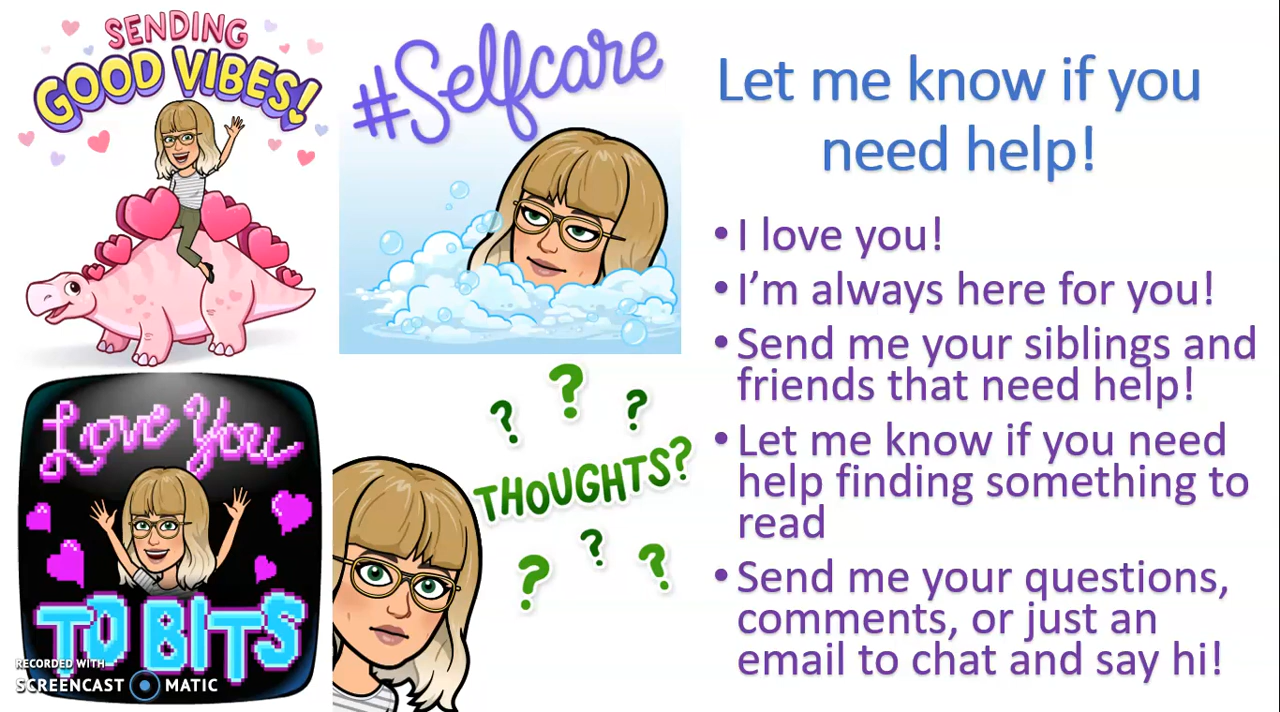 SENDING
GOOD VIBES!
#Selfcare
Love You
TO BITS
RECORDED WITH
SCREENCAST MATIC
? ? ?
THOUGHTS?
? ? ?
Let me know if you
need help!
• I love you!
• I’m always here for you!
• Send me your siblings and
friends that need help!
• Let me know if you need
help finding something to
read
• Send me your questions,
comments, or just an
email to chat and say hi!